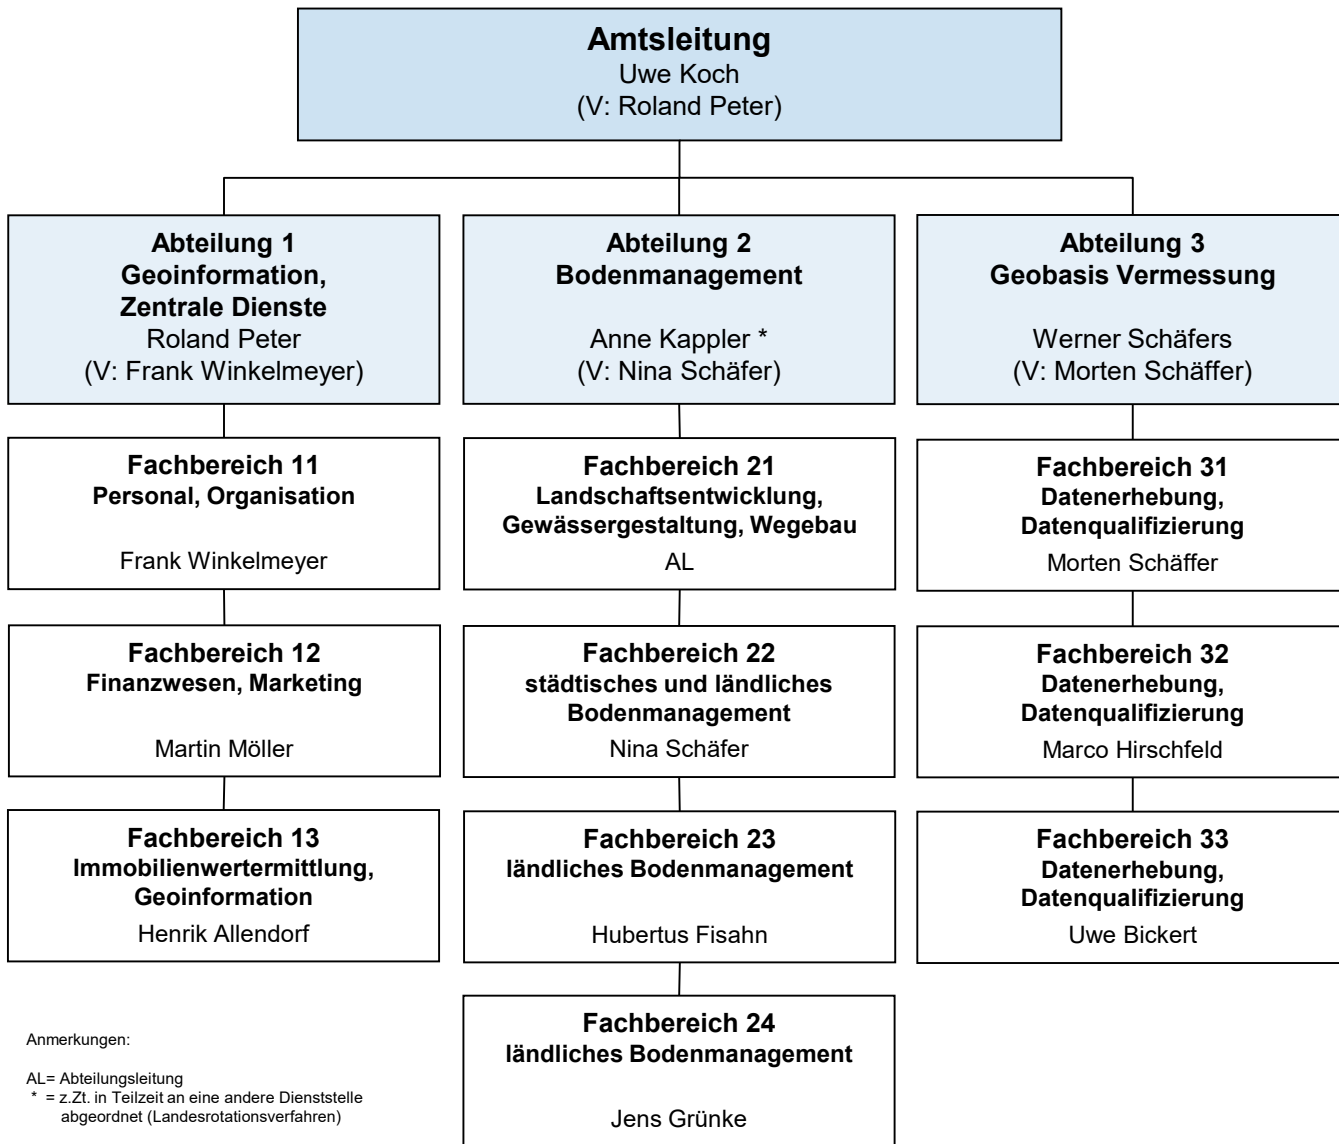 Amtsleitung
Uwe Koch
(V: Roland Peter)
Abteilung 1
Geoinformation,
Zentrale Dienste
Roland Peter
(V: Frank Winkelmeyer)
Fachbereich 11
Personal, Organisation
Frank Winkelmeyer
Fachbereich 12
Finanzwesen, Marketing
Martin Möller
Fachbereich 13
Immobilienwertermittlung,
Geoinformation
Henrik Allendorf
Abteilung 2
Bodenmanagement
Anne Kappler *
(V: Nina Schäfer)
Fachbereich 21
Landschaftsentwicklung,
Gewässergestaltung, Wegebau
AL
Fachbereich 22
städtisches und ländliches
Bodenmanagement
Nina Schäfer
Fachbereich 23
ländliches Bodenmanagement
Hubertus Fisahn
Fachbereich 24
ländliches Bodenmanagement
Jens Grünke
Abteilung 3
Geobasis Vermessung
Werner Schäfers
(V: Morten Schäffer)
Fachbereich 31
Datenerhebung,
Datenqualifizierung
Morten Schäffer
Fachbereich 32
Datenerhebung,
Datenqualifizierung
Marco Hirschfeld
Fachbereich 33
Datenerhebung,
Datenqualifizierung
Uwe Bickert
Anmerkungen:
AL= Abteilungsleitung
* = z.Zt. in Teilzeit an eine andere Dienststelle
abgeordnet (Landesrotationsverfahren)